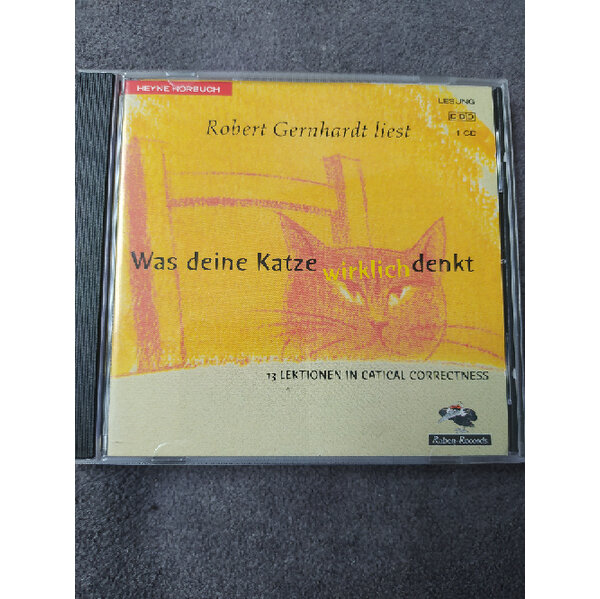 HEYNE HÖRBUCH
LESUNG
DDD
1 CD
Robert Gernhardt liest
Was deine Katze wirklich denkt
13 LEKTIONEN IN CATICAL CORRECTNESS
Raben-Records